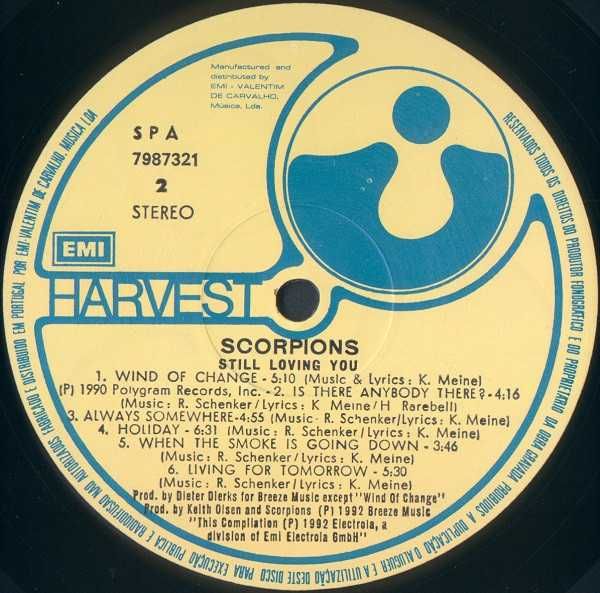 Manufactured and
distributed by
EMI - VALENTIM
DE CARVALHO,
Música, Lda.
SPA
7987321
2
STEREO
EMI
HARVEST
SCORPIONS
STILL LOVING YOU
1. WIND OF CHANGE - 5:10 (Music & Lyrics: K. Meine)
(P) 1990 Polygram Records, Inc. - 2. IS THERE ANYBODY THERE? - 4:16
(Music: R. Schenker/Lyrics: K Meine/H Rarebell)
3. ALWAYS SOMEWHERE - 4:55 (Music: R. Schenker/Lyrics: K. Meine)
4. HOLIDAY - 6:31 (Music: R. Schenker/Lyrics: K. Meine)
5. WHEN THE SMOKE IS GOING DOWN - 3:46
(Music: R. Schenker/Lyrics: K. Meine)
6. LIVING FOR TOMORROW - 5:30
(Music: R. Schenker/Lyrics: K. Meine)
Prod. by Dieter Dierks for Breeze Music except "Wind Of Change"
Prod. by Keith Olsen and Scorpions (P) 1992 Breeze Music
"This Compilation (P) 1992 Electrola, a
division of Emi Electrola GmbH"
RESERVADOS TODOS OS DIREITOS DO PRODUTOR FONOGRÁFICO E DO PROPRIETÁRIO DA OBRA GRAVADA PROIBIDOS A DUPLICAÇÃO O ALUGUER E A UTILIZAÇÃO DESTE DISCO PARA EXECUÇÃO PÚBLICA E RADIODIFUSÃO NÃO AUTORIZADOS. FABRICADO E DISTRIBUIDO EM PORTUGAL POR EMI-VALENTIM DE CARVALHO, MÚSICA LDA